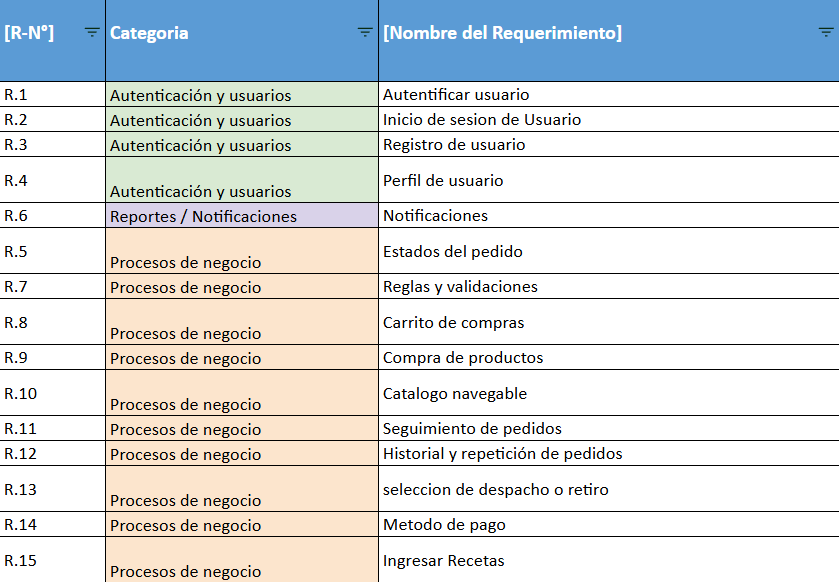 [R-N°] Categoria [Nombre del Requerimiento]
R.1 Autenticación y usuarios Autentificar usuario
R.2 Autenticación y usuarios Inicio de sesion de Usuario
R.3 Autenticación y usuarios Registro de usuario
R.4 Autenticación y usuarios Perfil de usuario
R.6 Reportes / Notificaciones Notificaciones
R.5 Procesos de negocio Estados del pedido
R.7 Procesos de negocio Reglas y validaciones
R.8 Procesos de negocio Carrito de compras
R.9 Procesos de negocio Compra de productos
R.10 Procesos de negocio Catalogo navegable
R.11 Procesos de negocio Seguimiento de pedidos
R.12 Procesos de negocio Historial y repetición de pedidos
R.13 Procesos de negocio seleccion de despacho o retiro
R.14 Procesos de negocio Metodo de pago
R.15 Procesos de negocio Ingresar Recetas